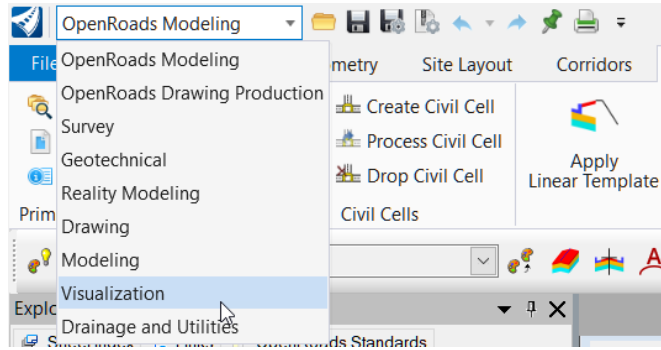 OpenRoads Modeling
File
OpenRoads Modeling
metry
Site Layout
Corridors
OpenRoads Drawing Production
Survey
Geotechnical
Reality Modeling
Drawing
Modeling
Visualization
Drainage and Utilities
Create Civil Cell
Process Civil Cell
Drop Civil Cell
Apply
Linear Template
Prim
Civil Cells
A
Explo
OpenRoads Standards